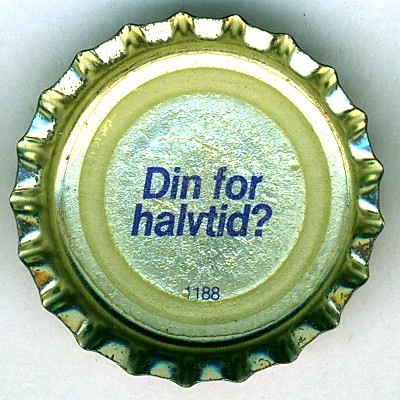 Din for
halvtid?
1188